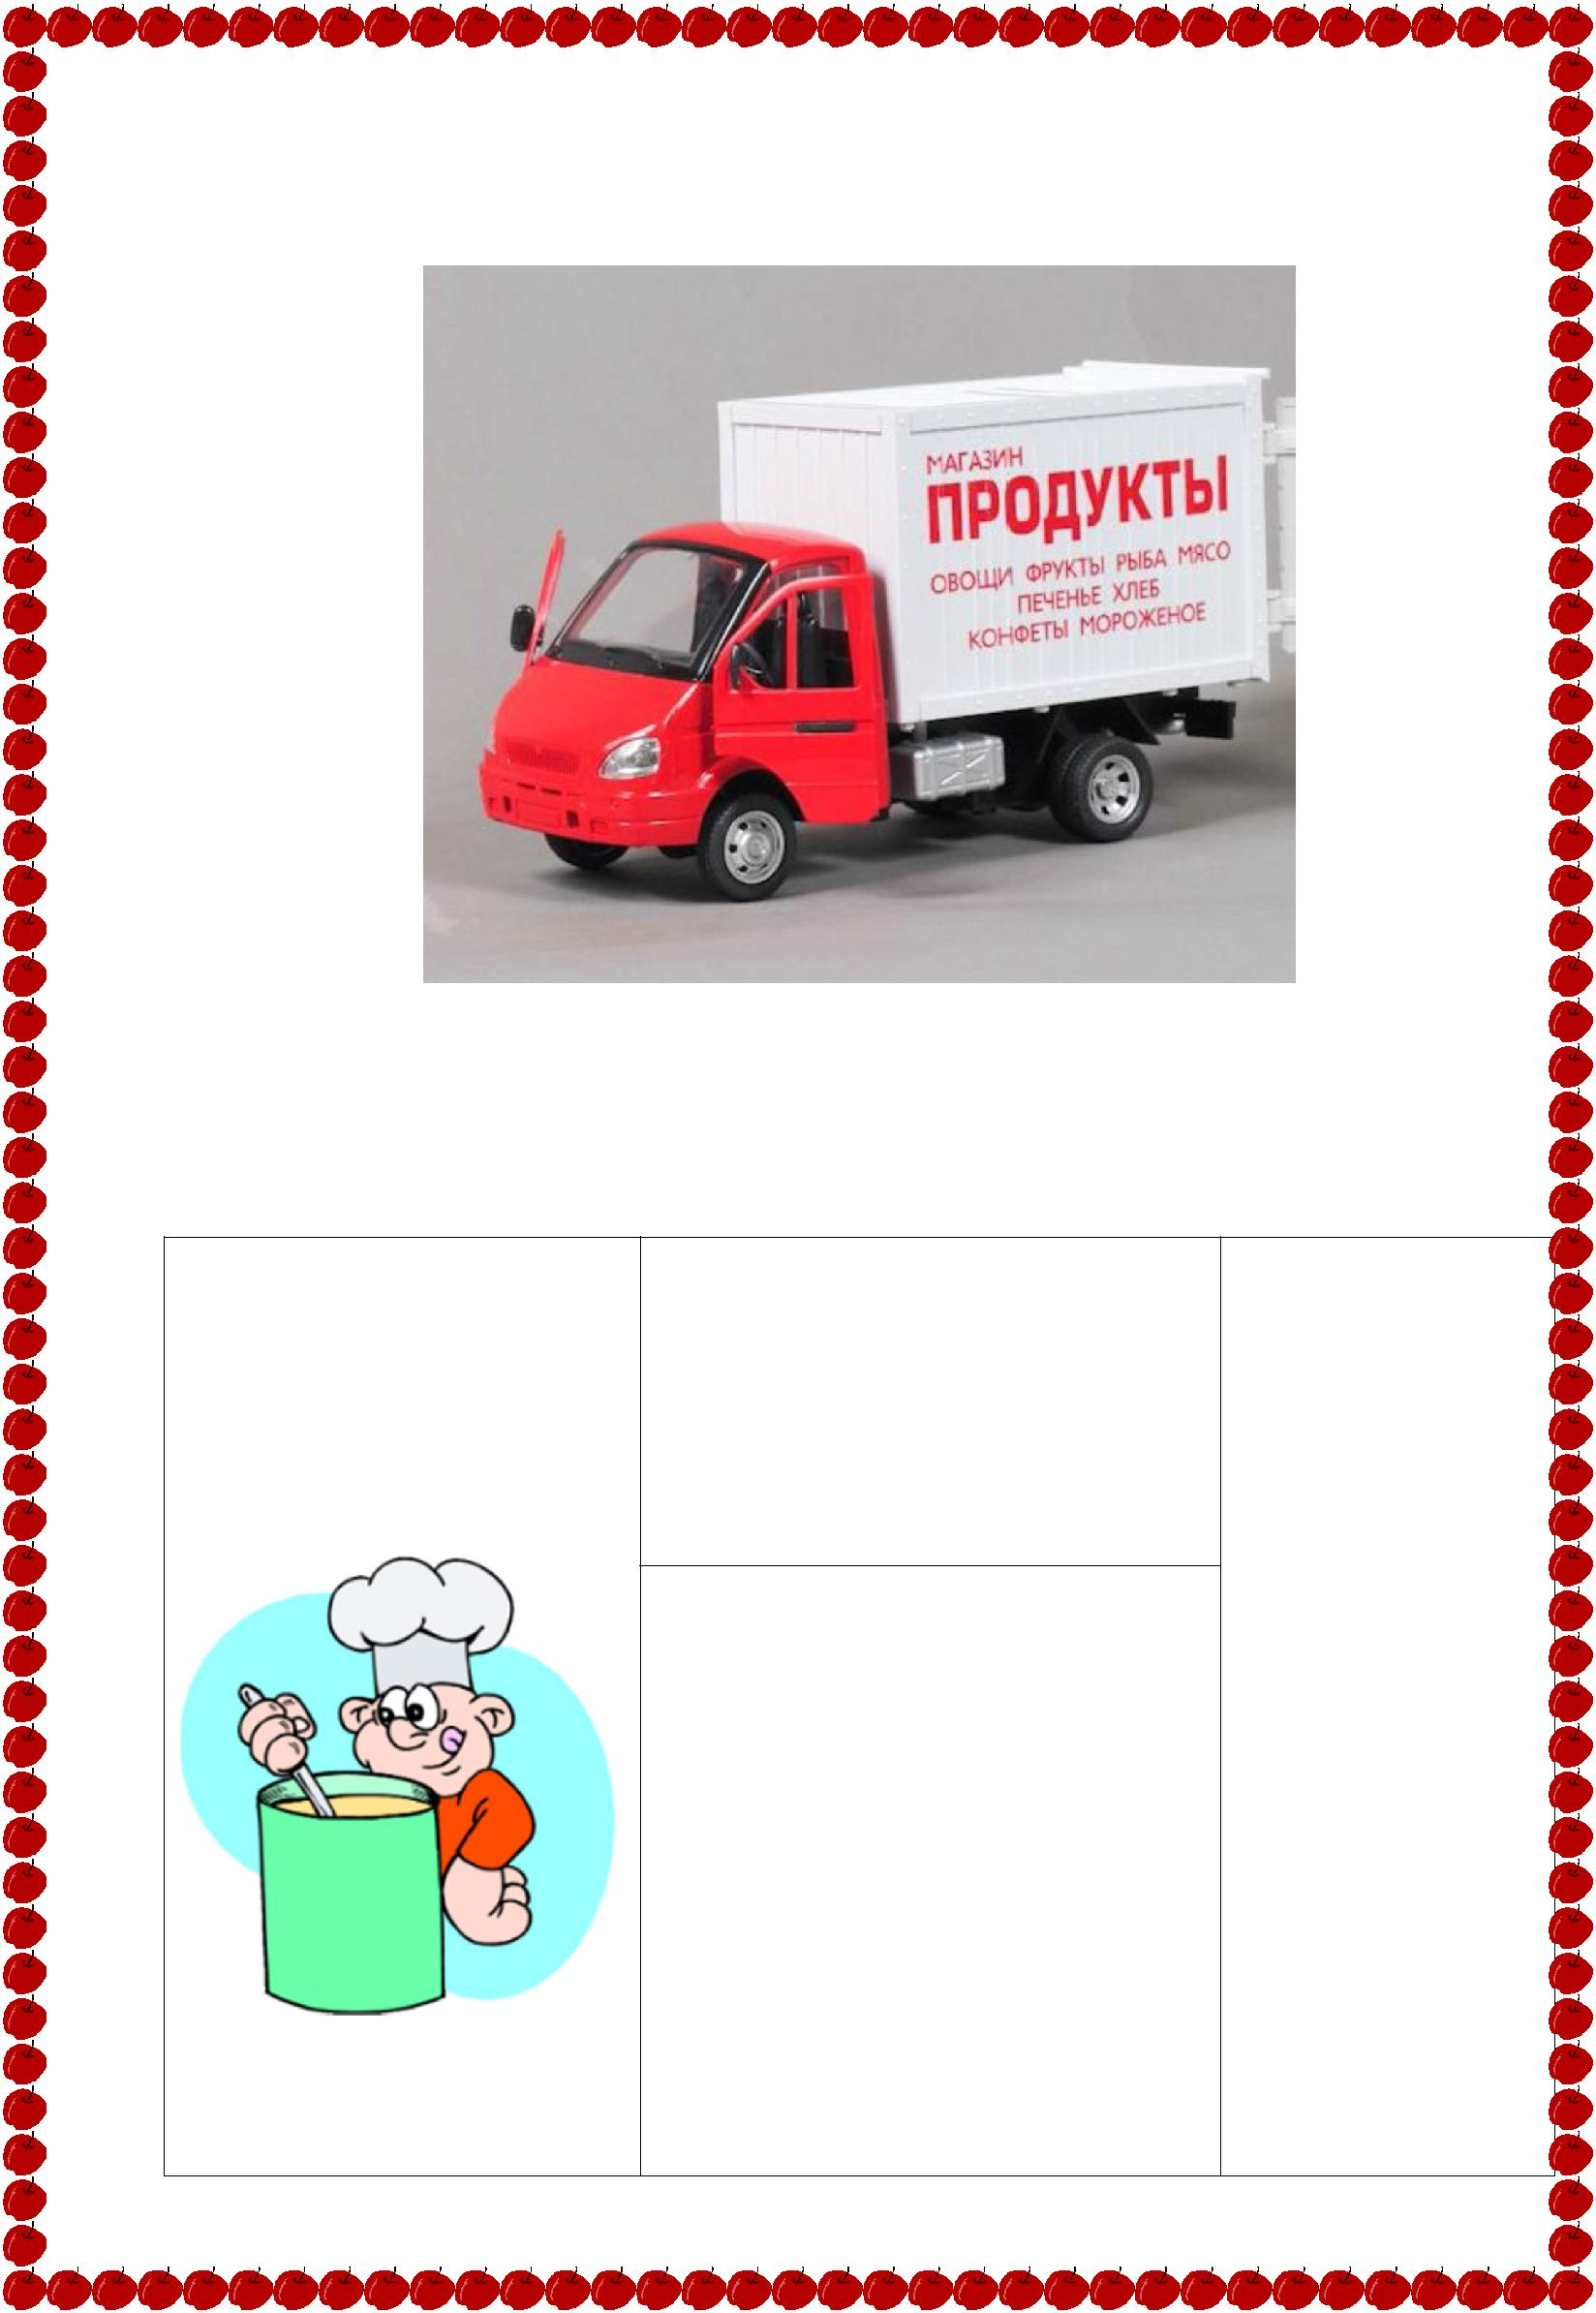 МАГАЗИН
ПРОДУКТЫ
ОВОЩИ ФРУКТЫ РЫБА МЯСО
ПЕЧЕНЬЕ ХЛЕБ
КОНФЕТЫ МОРОЖЕНОЕ